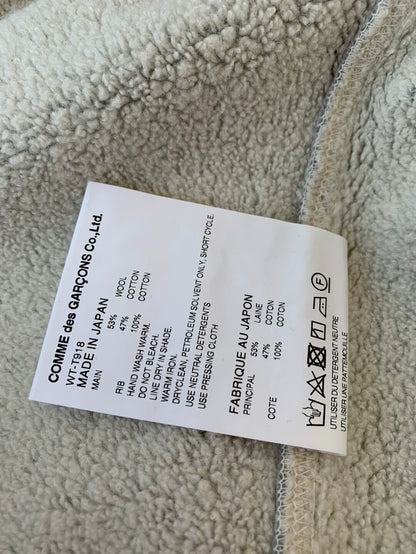 COMME des GARÇONS Co.,Ltd.
WT-T918
MADE IN JAPAN
MAIN 53% WOOL
47% COTTON
RIB 100% COTTON
HAND WASH WARM.
DO NOT BLEACH.
LINE DRY IN SHADE.
WARM IRON.
DRYCLEAN, PETROLEUM SOLVENT ONLY, SHORT CYCLE.
USE NEUTRAL DETERGENTS
USE PRESSING CLOTH
FABRIQUE AU JAPON
PRINCIPAL 53% LAINE
47% COTON
COTE 100% COTON
UTILISER DU DETERGENT NEUTRE
UTILISER UNE PATTEMOUILLE